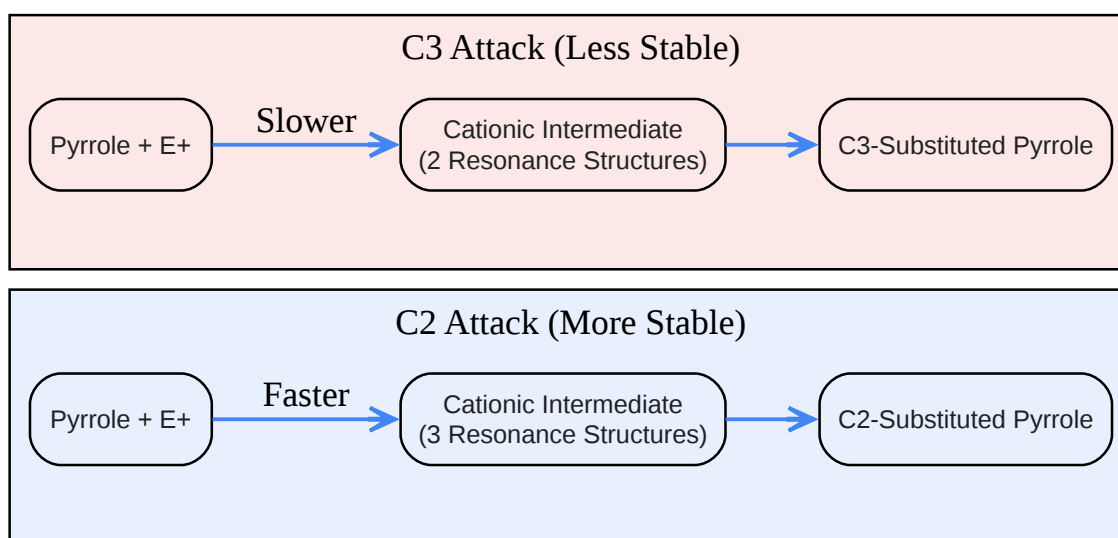 C3 Attack (Less Stable)
Pyrrole + E+
Slower
Cationic Intermediate
(2 Resonance Structures)
C3-Substituted Pyrrole
C2 Attack (More Stable)
Pyrrole + E+
Faster
Cationic Intermediate
(3 Resonance Structures)
C2-Substituted Pyrrole